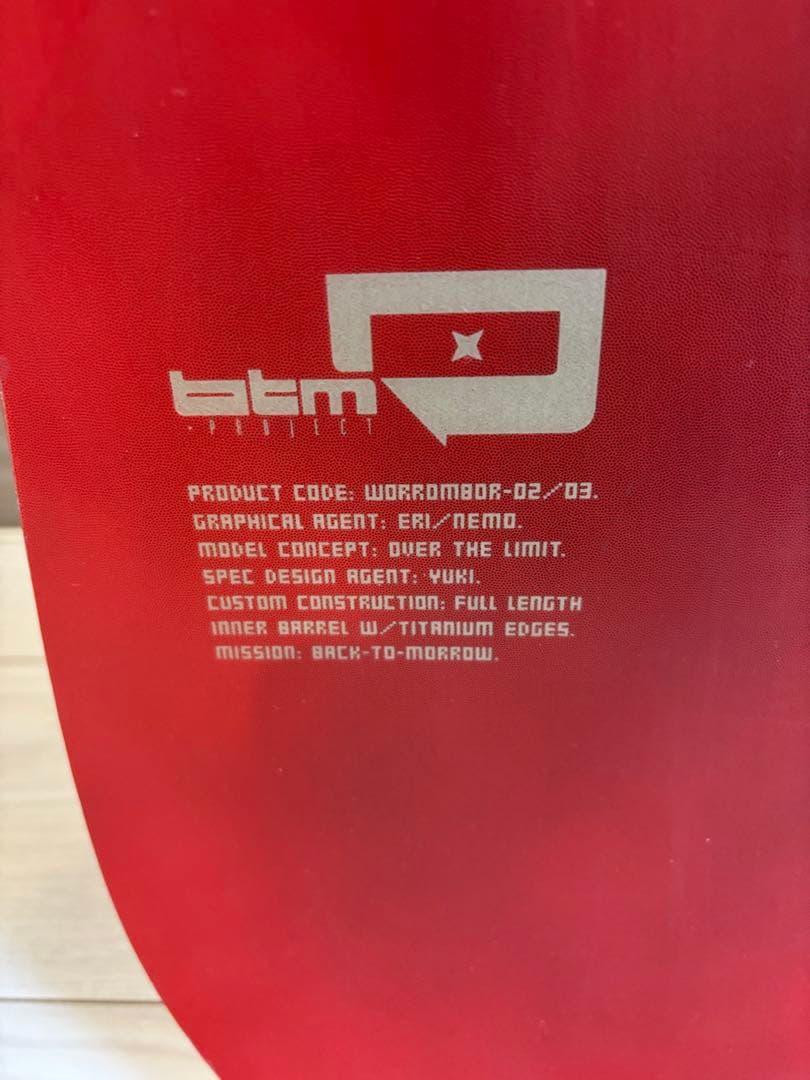 btm
PROJECT
PRODUCT CODE: WORROMBOR-02/03.
GRAPHICAL AGENT: ERI/NEMO.
MODEL CONCEPT: OVER THE LIMIT.
SPEC DESIGN AGENT: YUKI.
CUSTOM CONSTRUCTION: FULL LENGTH
INNER BARREL W/TITANIUM EDGES.
MISSION: BACK-TO-MORROW.